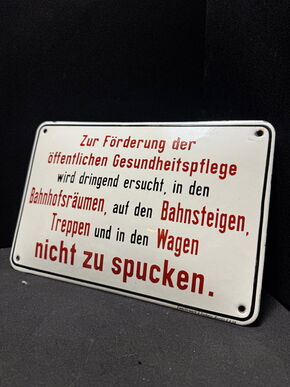 Zur Förderung der
öffentlichen Gesundheitspflege
wird dringend ersucht, in den
Bahnhofsräumen, auf den Bahnsteigen,
Treppen und in den Wagen
nicht zu spucken.